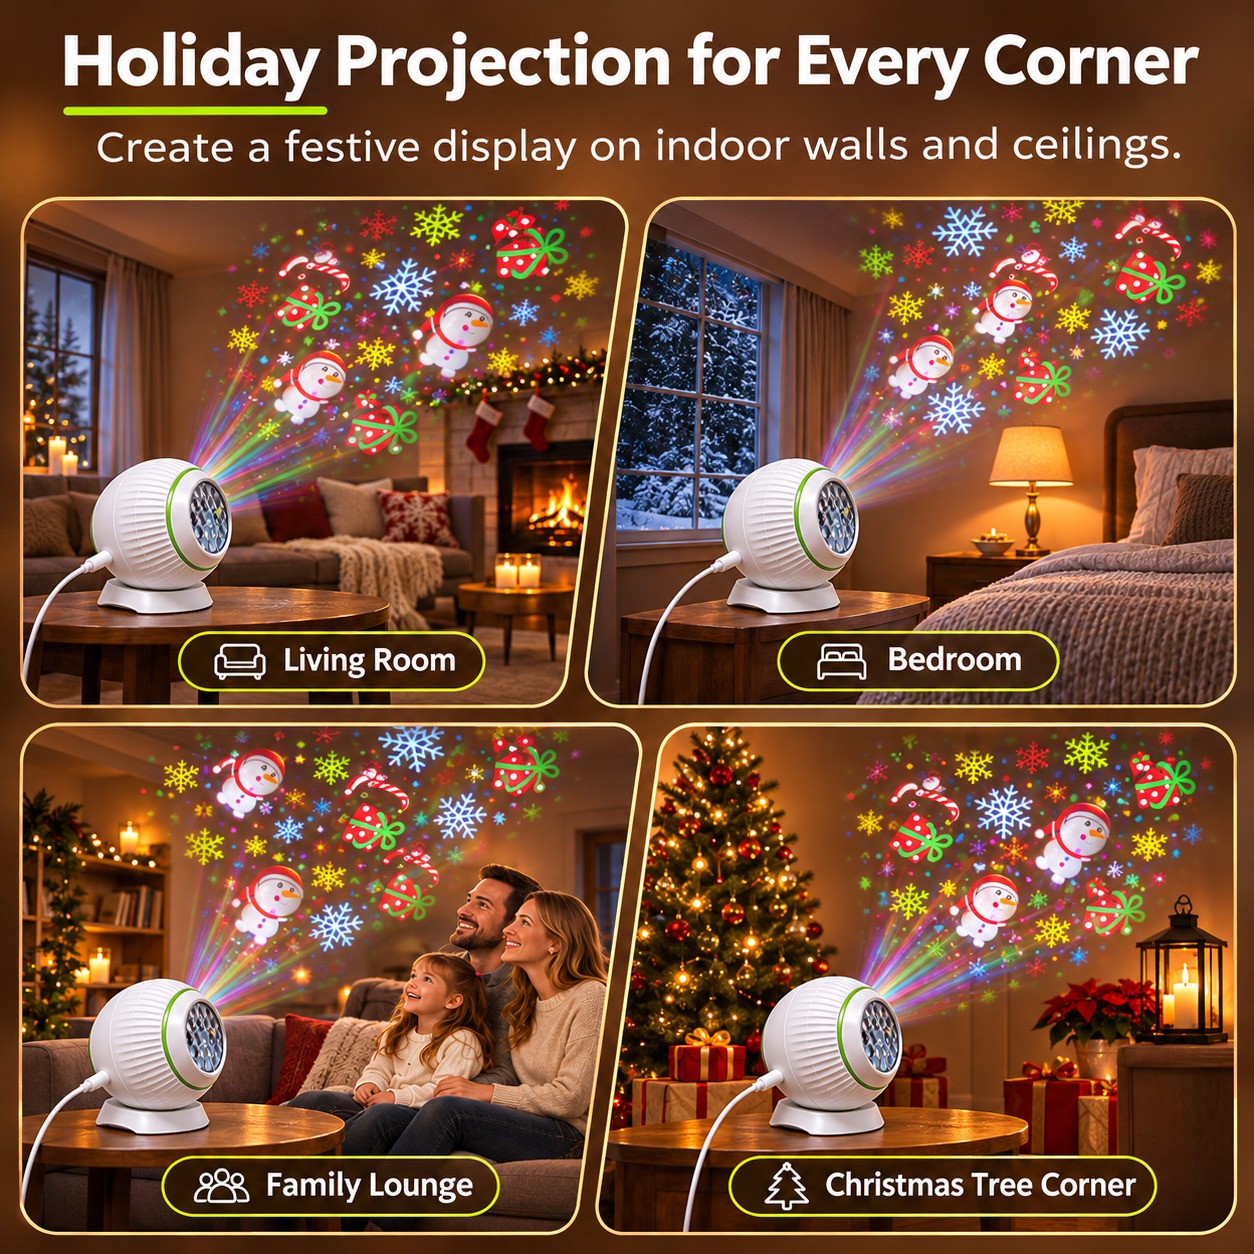 Holiday Projection for Every Corner
Create a festive display on indoor walls and ceilings.
Living Room
Bedroom
Family Lounge
Christmas Tree Corner